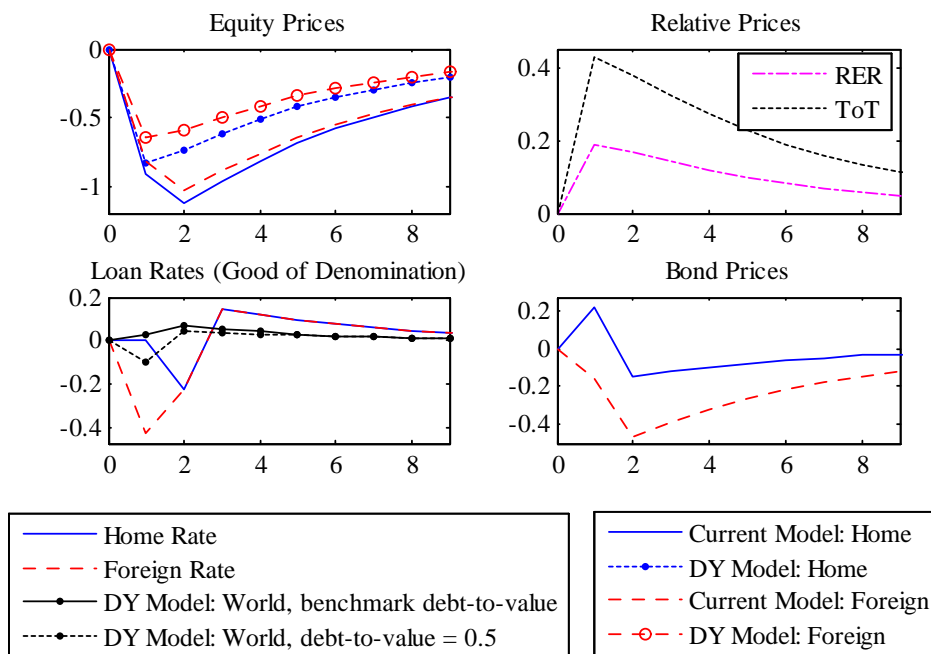 Equity Prices
0
-0.5
-1
0 2 4 6 8
Relative Prices
0.4
0.2
0
RER
ToT
0 2 4 6 8
Loan Rates (Good of Denomination)
0.2
0
-0.2
-0.4
0 2 4 6 8
Bond Prices
0.2
0
-0.2
-0.4
0 2 4 6 8
Home Rate
Foreign Rate
DY Model: World, benchmark debt-to-value
DY Model: World, debt-to-value = 0.5
Current Model: Home
DY Model: Home
Current Model: Foreign
DY Model: Foreign